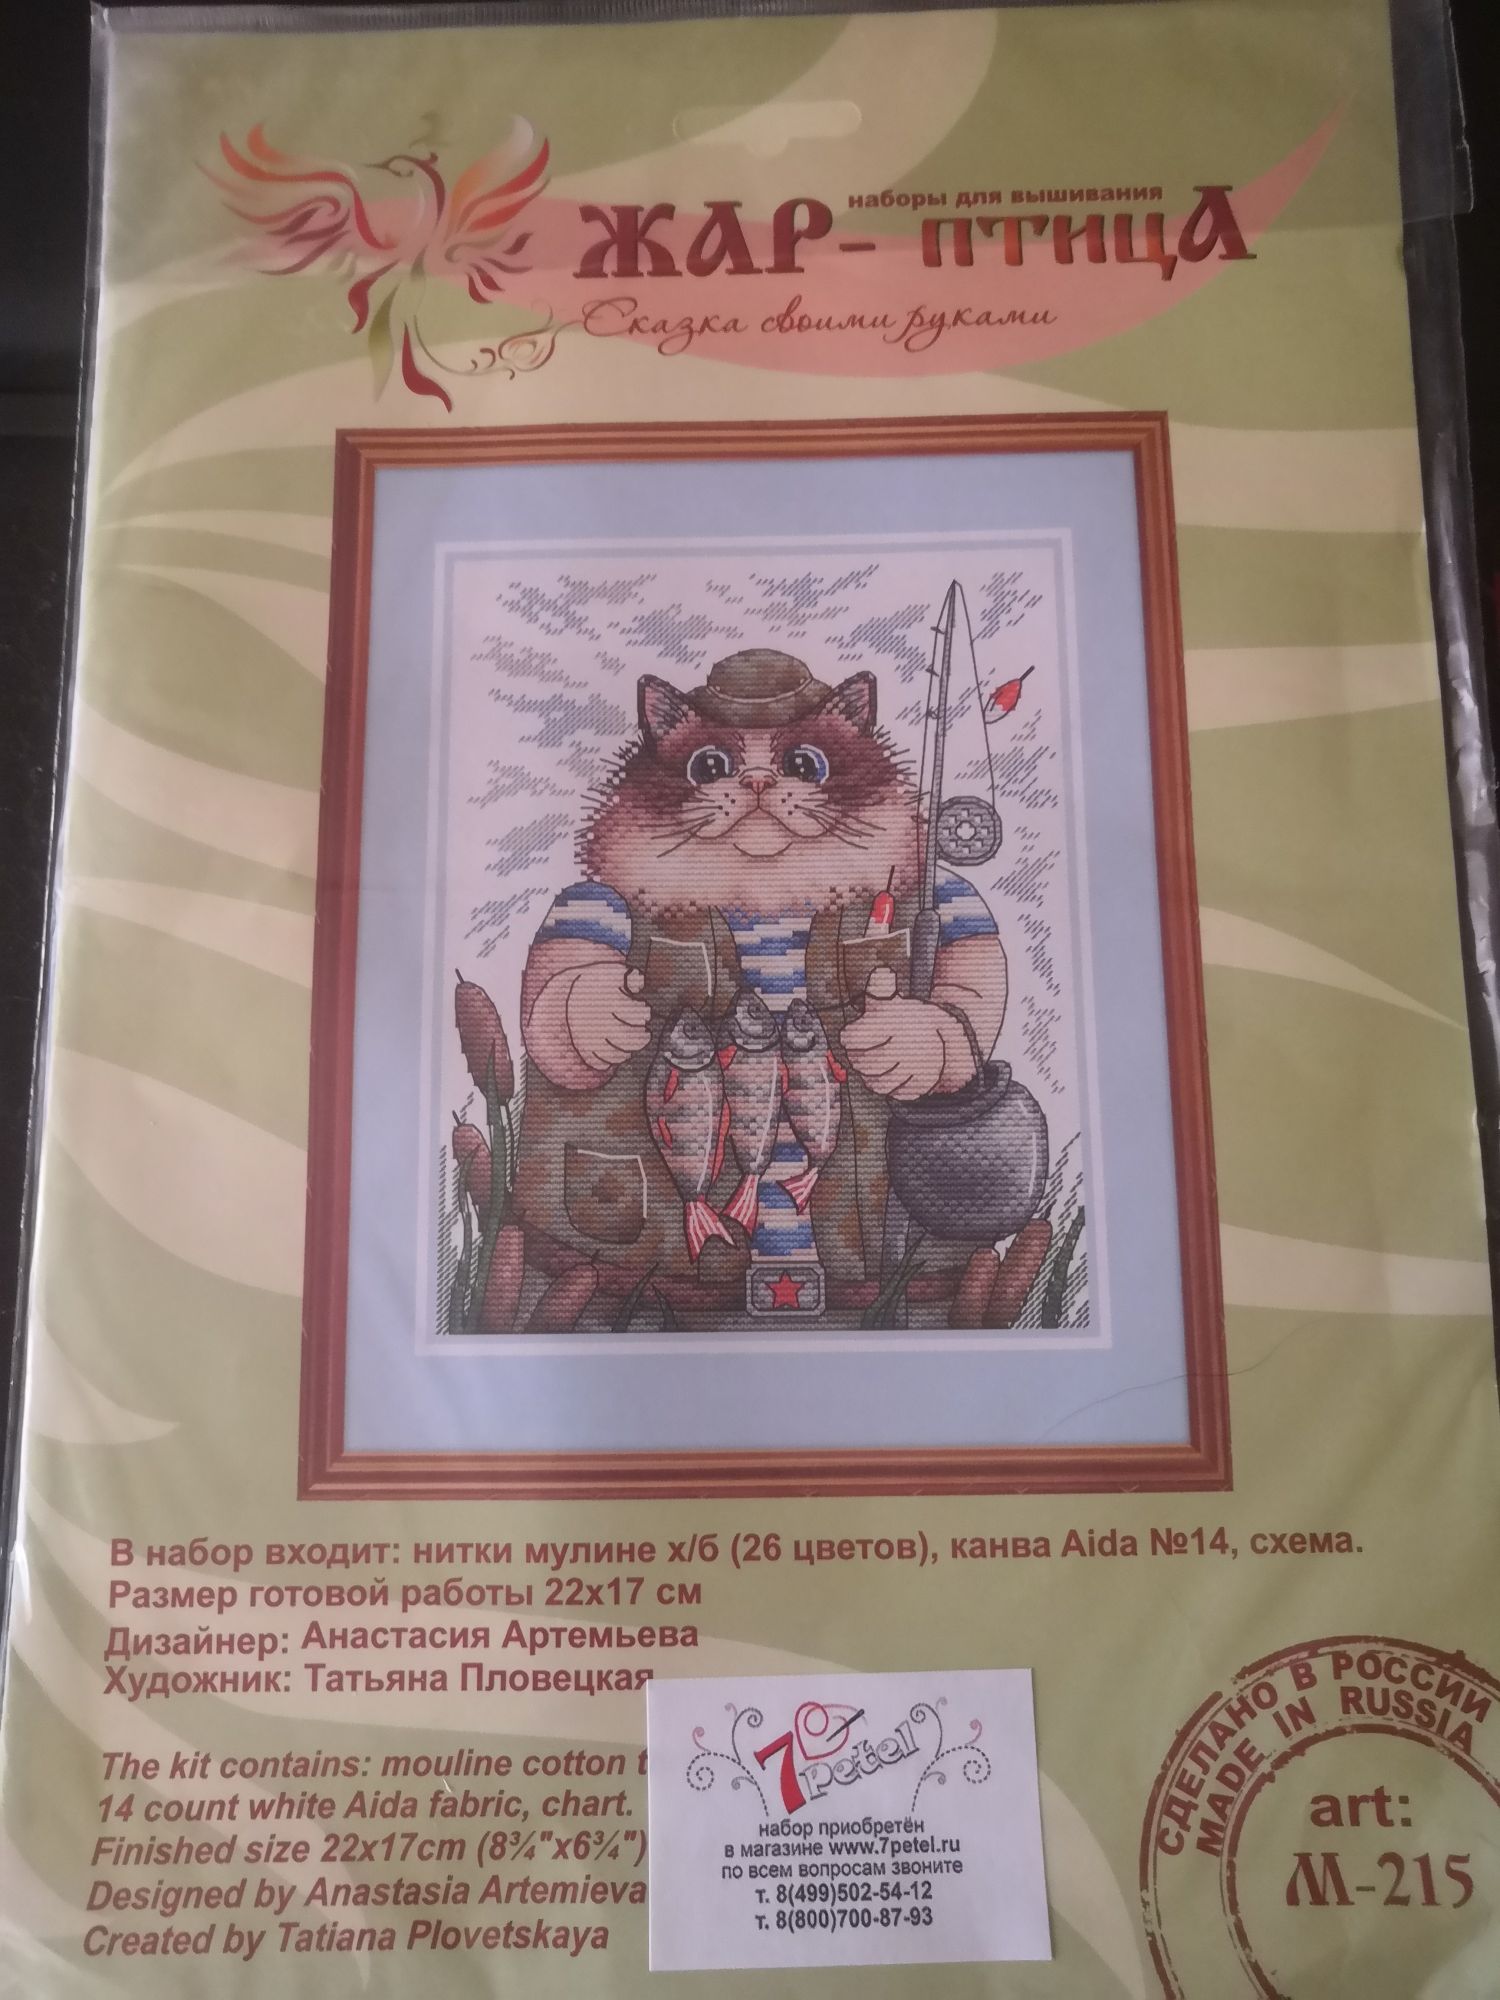 наборы для вышивания
ЖАР-ПТИЦА
Сказка своими руками
В набор входит: нитки мулине х/б (26 цветов), канва Aida №14, схема.
Размер готовой работы 22х17 см
Дизайнер: Анастасия Артемьева
Художник: Татьяна Пловецкая
The kit contains: mouline cotton
14 count white Aida fabric, chart.
Finished size 22x17cm (8¾"x6¾")
Designed by Anastasia Artemieva
Created by Tatiana Plovetskaya
7 petel
набор приобретён
в магазине www.7petel.ru
по всем вопросам звоните
т. 8(499)502-54-12
т. 8(800)700-87-93
СДЕЛАНО В РОССИИ
MADE IN RUSSIA
art:
М-215